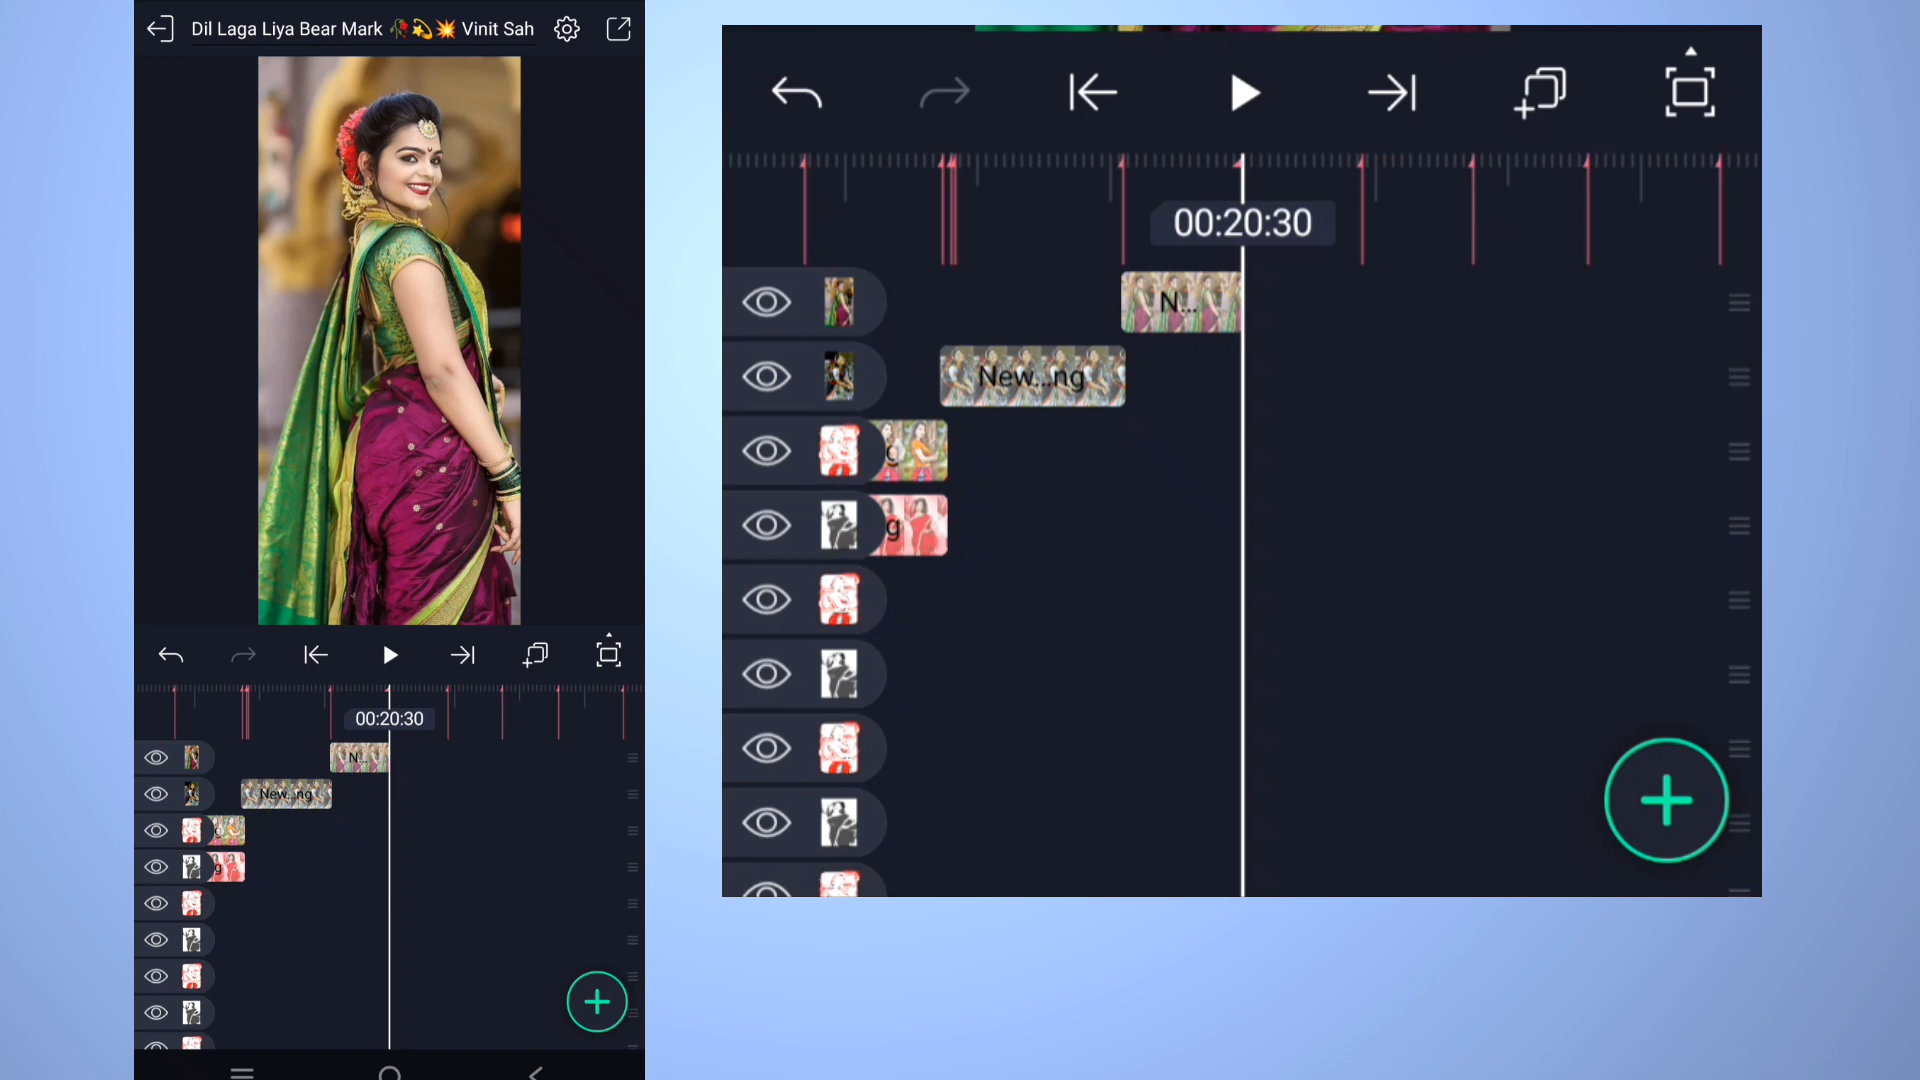 Dil Laga Liya Bear Mark 🥀💫💥 Vinit Sah
00:20:30
N...
New...ng
g
g
00:20:30
N...
New...ng
g
g